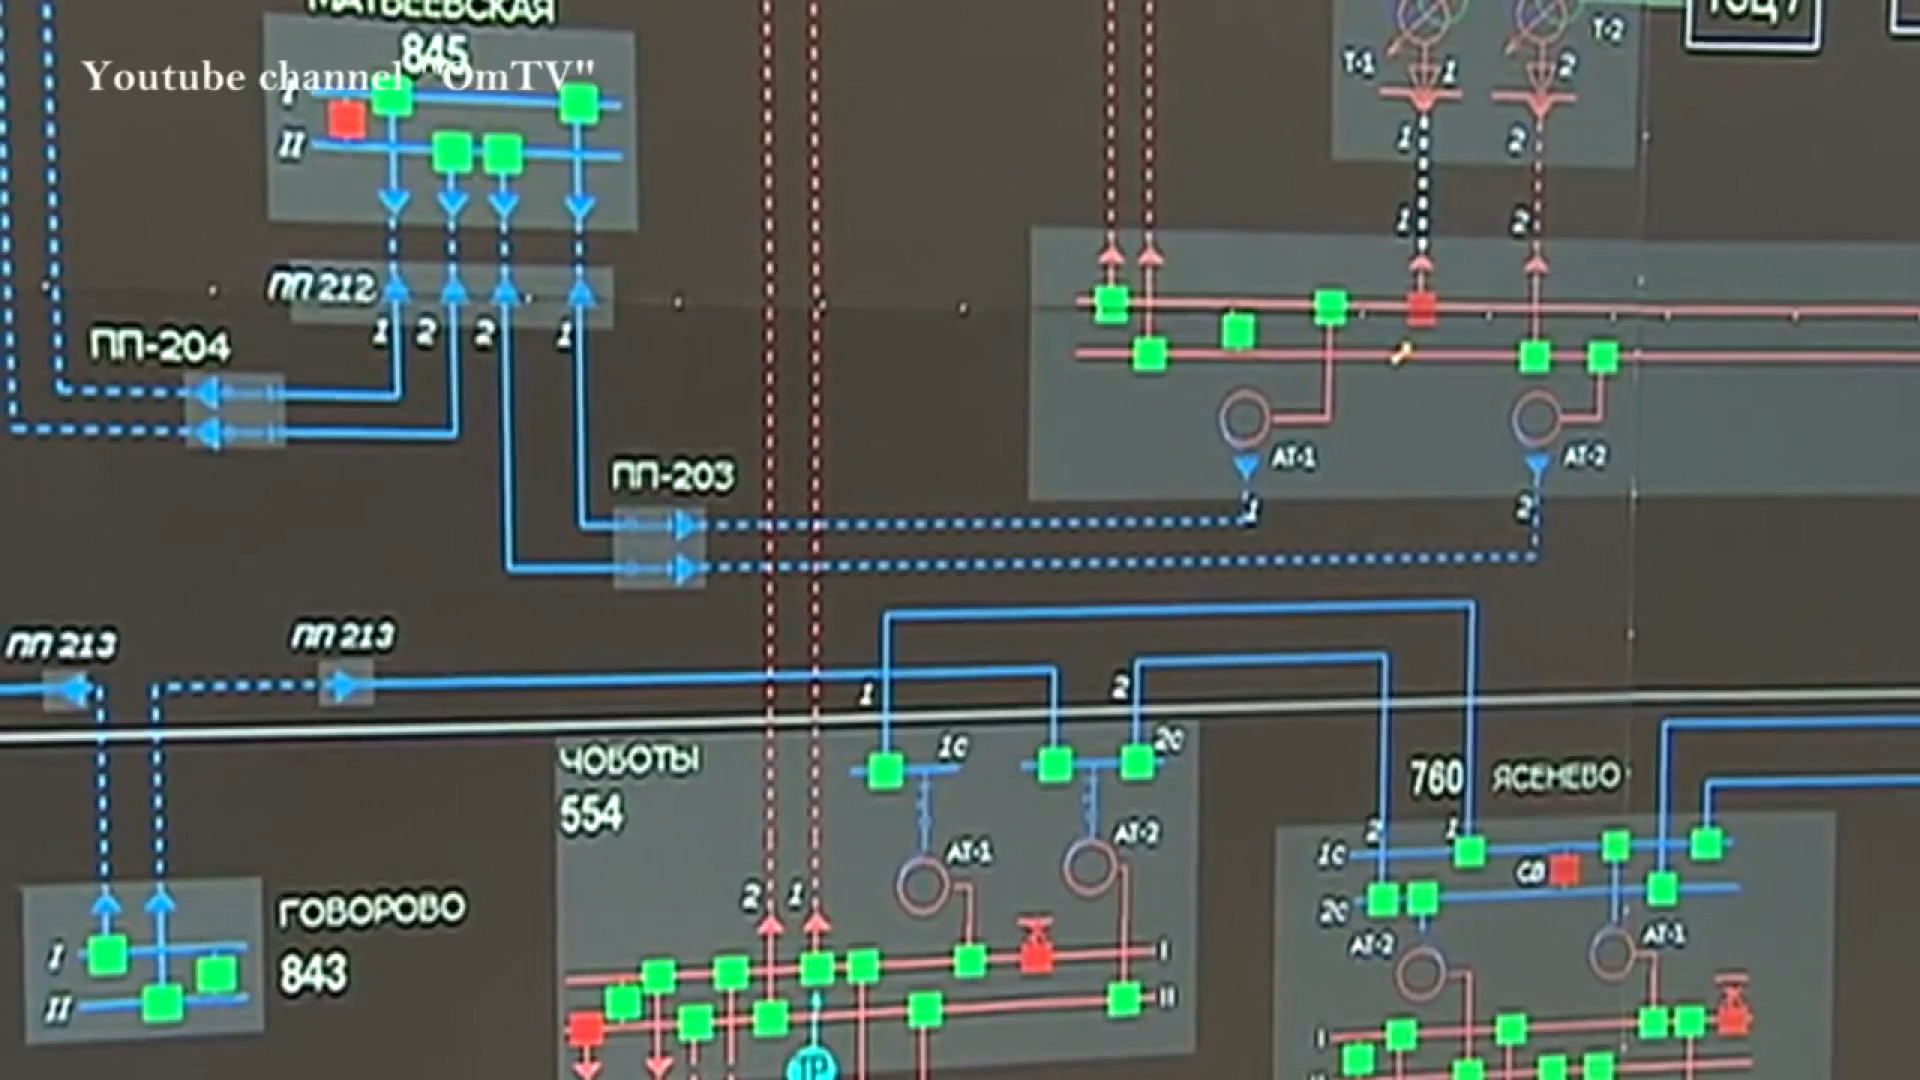 МАТВЕЕВСКАЯ
845
Youtube channel "OmTV"
I
II
ПП 212
1 2 2 1
ПП-204
ПП-203
Т-1
1
Т-2
2
1
2
1
2
АТ-1
АТ-2
1
2
ПП 213
ПП 213
1
2
1С
2С
ЧОБОТЫ
554
АТ-1
АТ-2
2 1
I
II
760 ЯСЕНЕВО
2
1
1С
СВ
2С
АТ-2
АТ-1
I
ГОВОРОВО
843
I
II